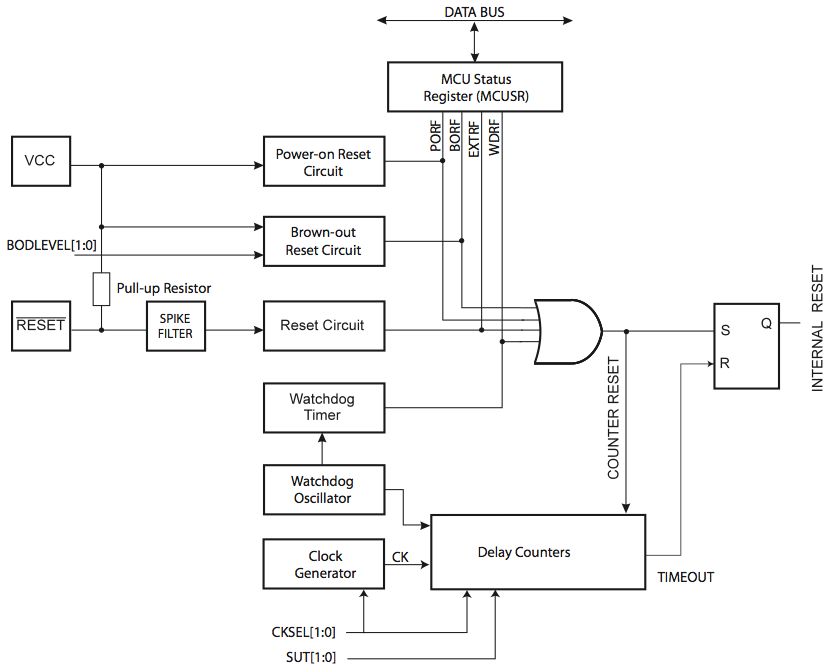 DATA BUS
MCU Status
Register (MCUSR)
PORF
BORF
EXTRF
WDRF
VCC
Power-on Reset
Circuit
Brown-out
Reset Circuit
BODLEVEL[1:0]
Pull-up Resistor
RESET
SPIKE
FILTER
Reset Circuit
S
Q
R
INTERNAL RESET
COUNTER RESET
Watchdog
Timer
Watchdog
Oscillator
Clock
Generator
CK
Delay Counters
TIMEOUT
CKSEL[1:0]
SUT[1:0]